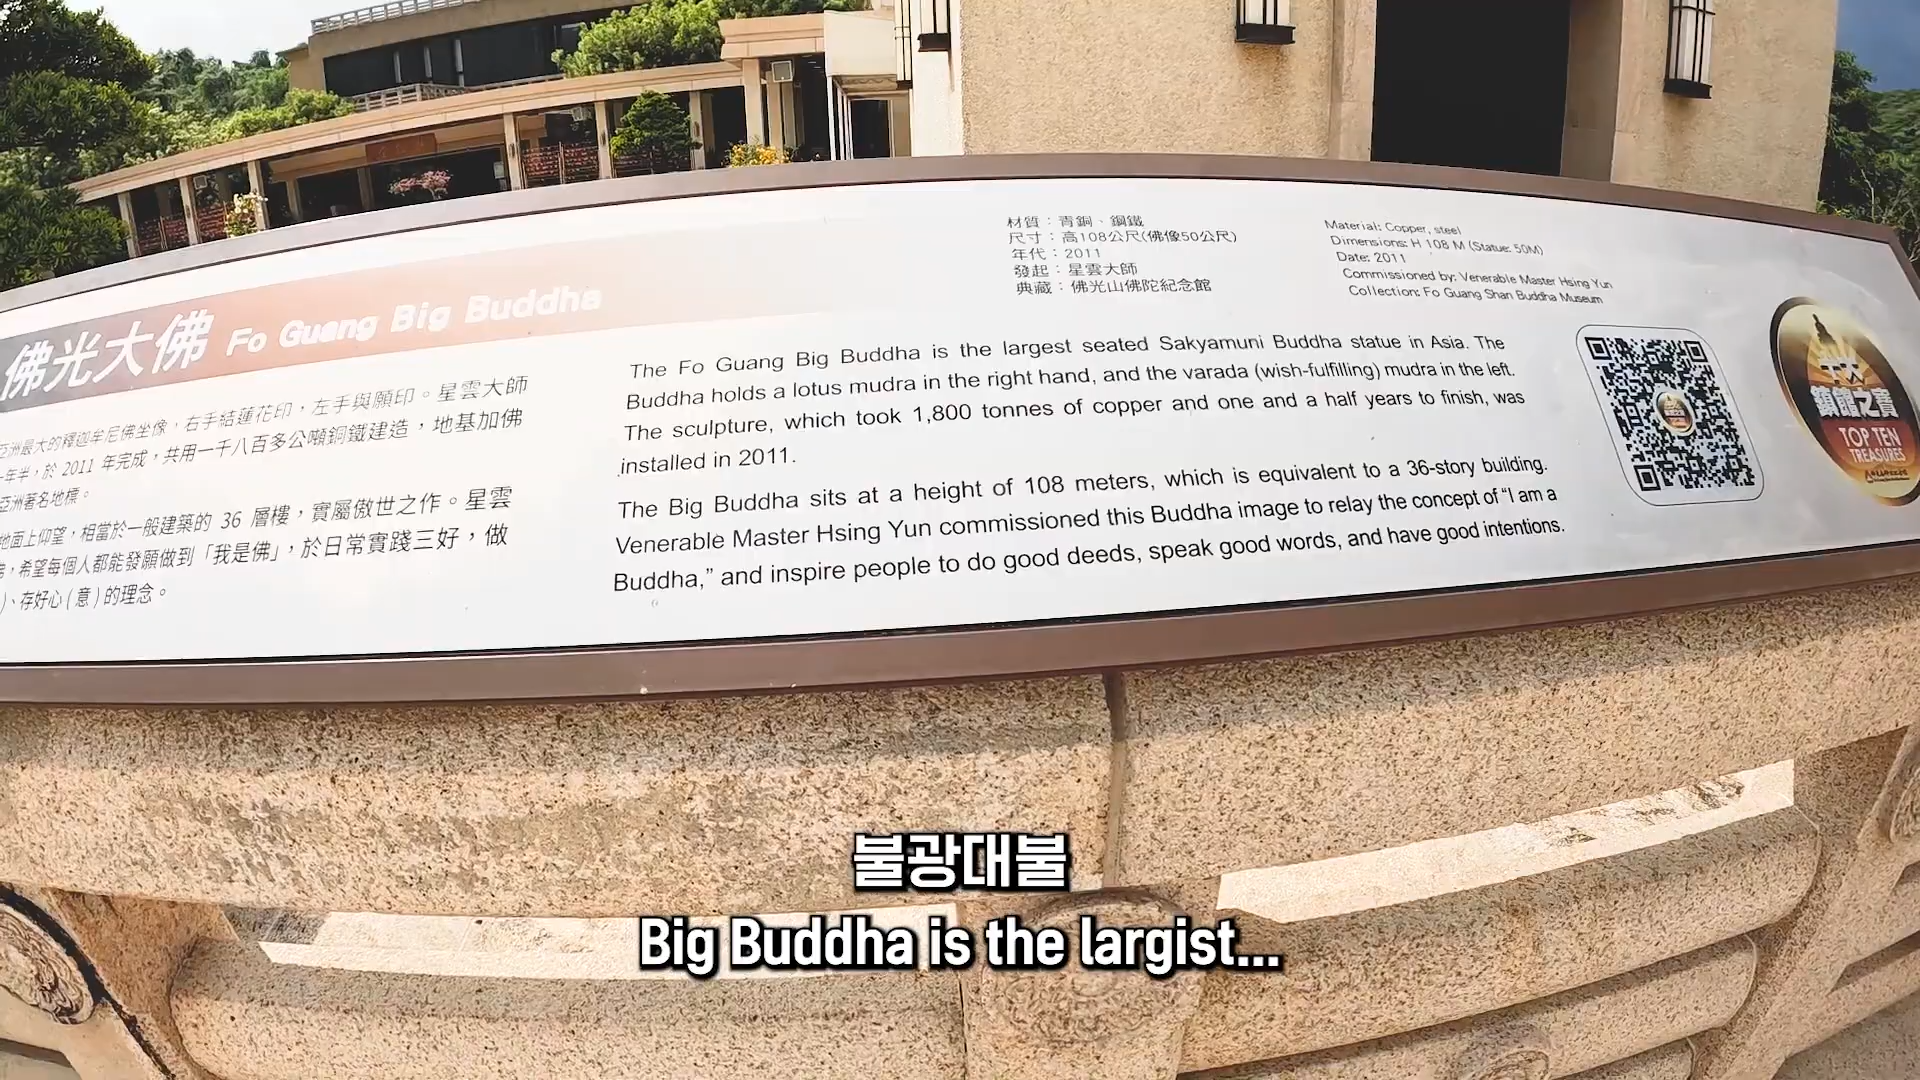 佛光大佛 Fo Guang Big Buddha
亞洲最大的釋迦牟尼佛坐像，右手結蓮花印，左手與願印。星雲大師
一年半，於 2011 年完成，共用一千八百多公噸銅鐵建造，地基加佛
亞洲著名地標。
地面上仰望，相當於一般建築的 36 層樓，實屬傲世之作。星雲
希望每個人都能發願做到「我是佛」，於日常實踐三好，做
)、存好心(意)的理念。
材質：青銅、鋼鐵
尺寸：高108公尺(佛像50公尺)
年代：2011
發起：星雲大師
典藏：佛光山佛陀紀念館
Material: Copper, steel
Dimensions: H 108 M (Statue: 50M)
Date: 2011
Commissioned by: Venerable Master Hsing Yun
Collection: Fo Guang Shan Buddha Museum
The Fo Guang Big Buddha is the largest seated Sakyamuni Buddha statue in Asia. The
Buddha holds a lotus mudra in the right hand, and the varada (wish-fulfilling) mudra in the left.
The sculpture, which took 1,800 tonnes of copper and one and a half years to finish, was
installed in 2011.
The Big Buddha sits at a height of 108 meters, which is equivalent to a 36-story building.
Venerable Master Hsing Yun commissioned this Buddha image to relay the concept of “I am a
Buddha,” and inspire people to do good deeds, speak good words, and have good intentions.
十大
鎮館之寶
TOP TEN
TREASURES
불광대불
Big Buddha is the largist...